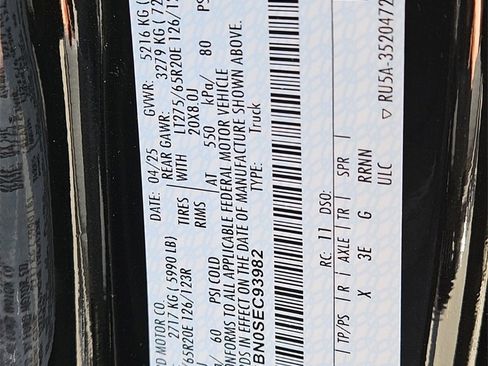 D MOTOR CO.
DATE: 04/25 GVWR: 5216 KG (
2717 KG ( 5990 LB) REAR GAWR: 3279 KG ( 72
/65R20E 126/123R TIRES WITH LT275/65R20E 126/1
RIMS 20X8.0J
/ 60 PSI COLD AT 550 kPa/ 80 PS
NFORMS TO ALL APPLICABLE FEDERAL MOTOR VEHICLE
DS IN EFFECT ON THE DATE OF MANUFACTURE SHOWN ABOVE.
BN0SEC93982 TYPE: Truck
RC: 11 DSO:
TP/PS R AXLE TR SPR
X 3E G RRNN
ULC
▽ RU5A-3520472